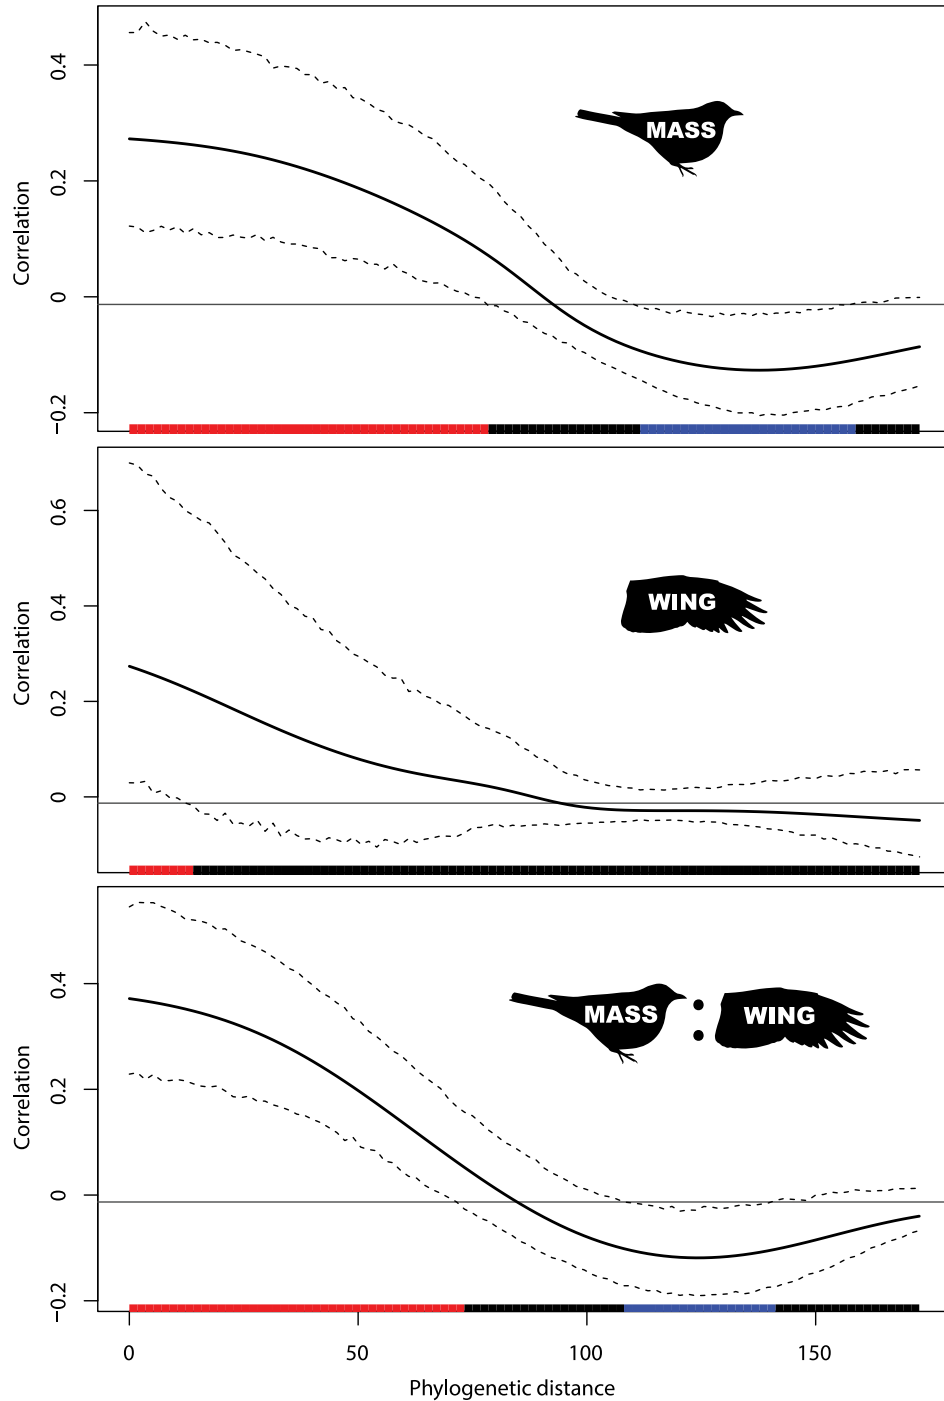 0.4
0.2
0
−0.2
Correlation
MASS
0.6
0.4
0.2
0
Correlation
WING
0.4
0.2
0
−0.2
Correlation
MASS : WING
0 50 100 150
Phylogenetic distance